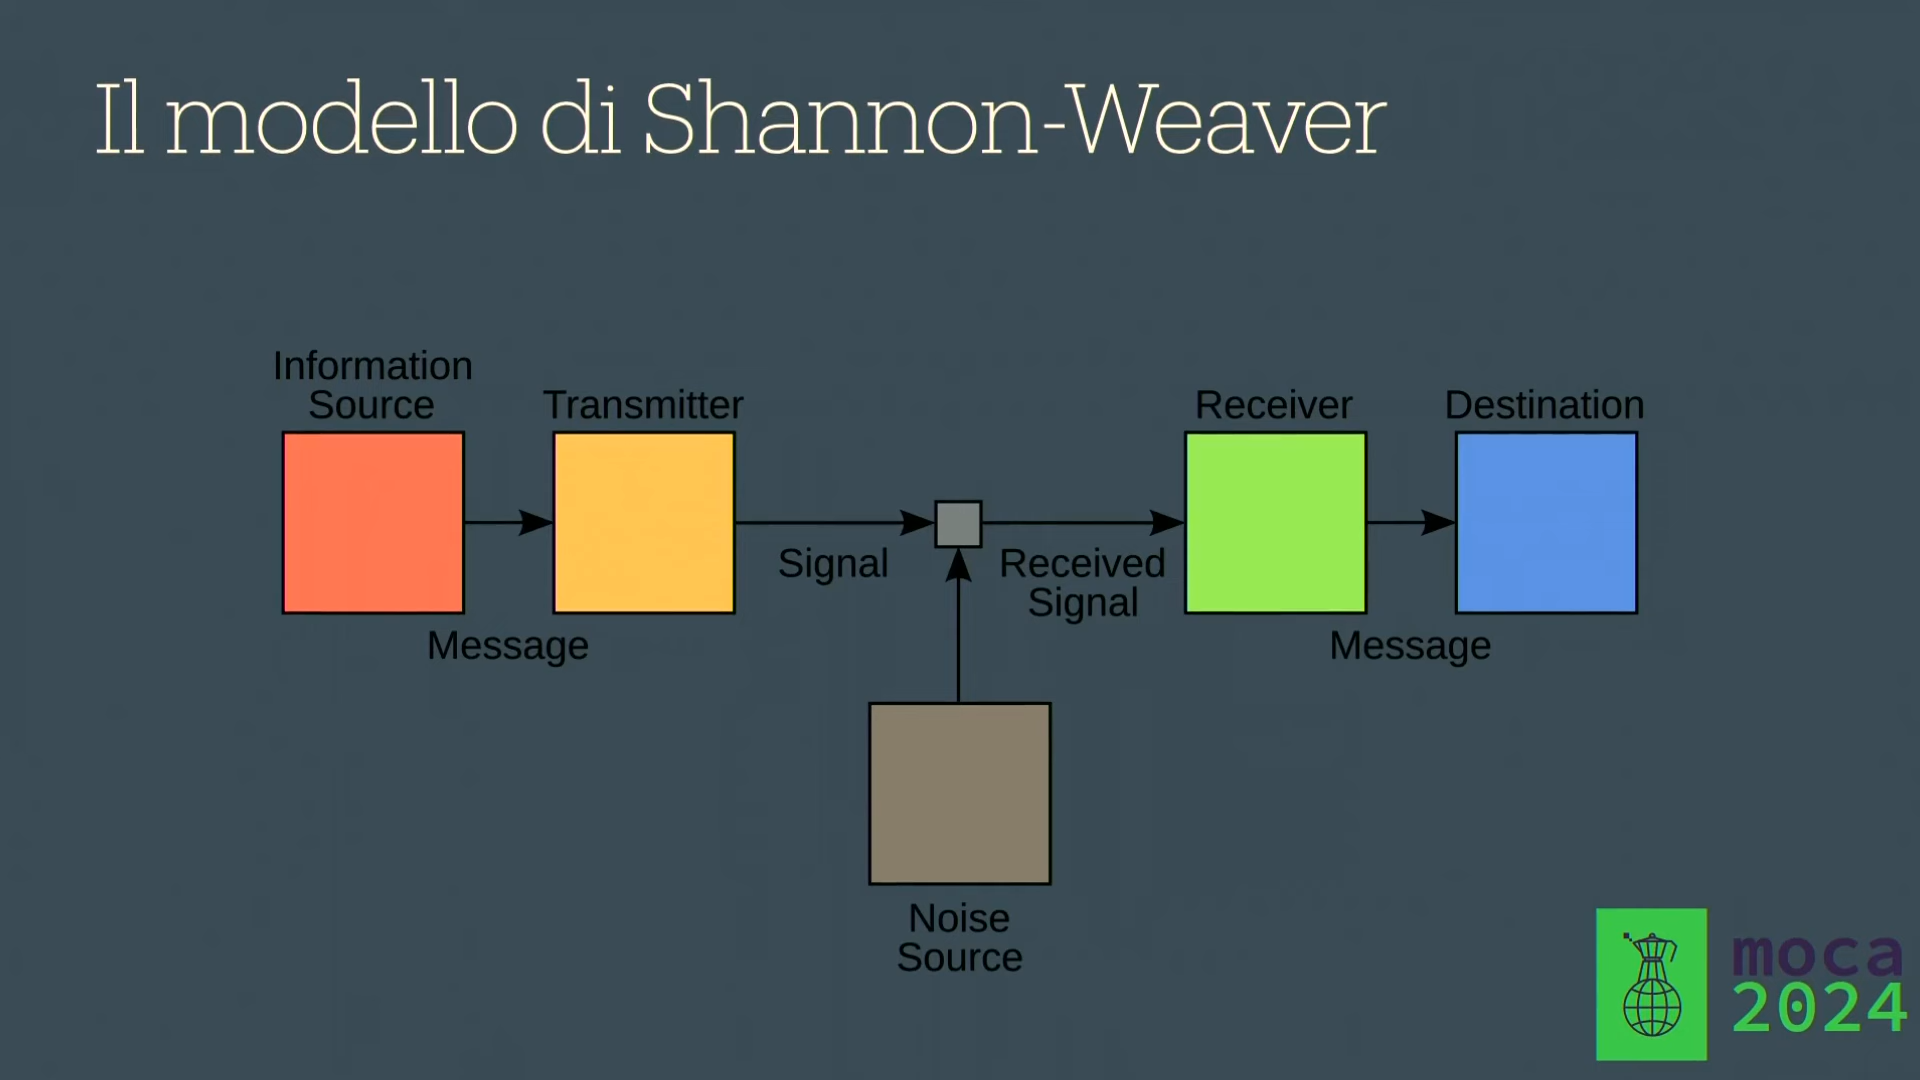 Il modello di Shannon-Weaver
Information
Source
Transmitter
Receiver
Destination
Signal
Received
Signal
Message
Message
Noise
Source
moca
2024